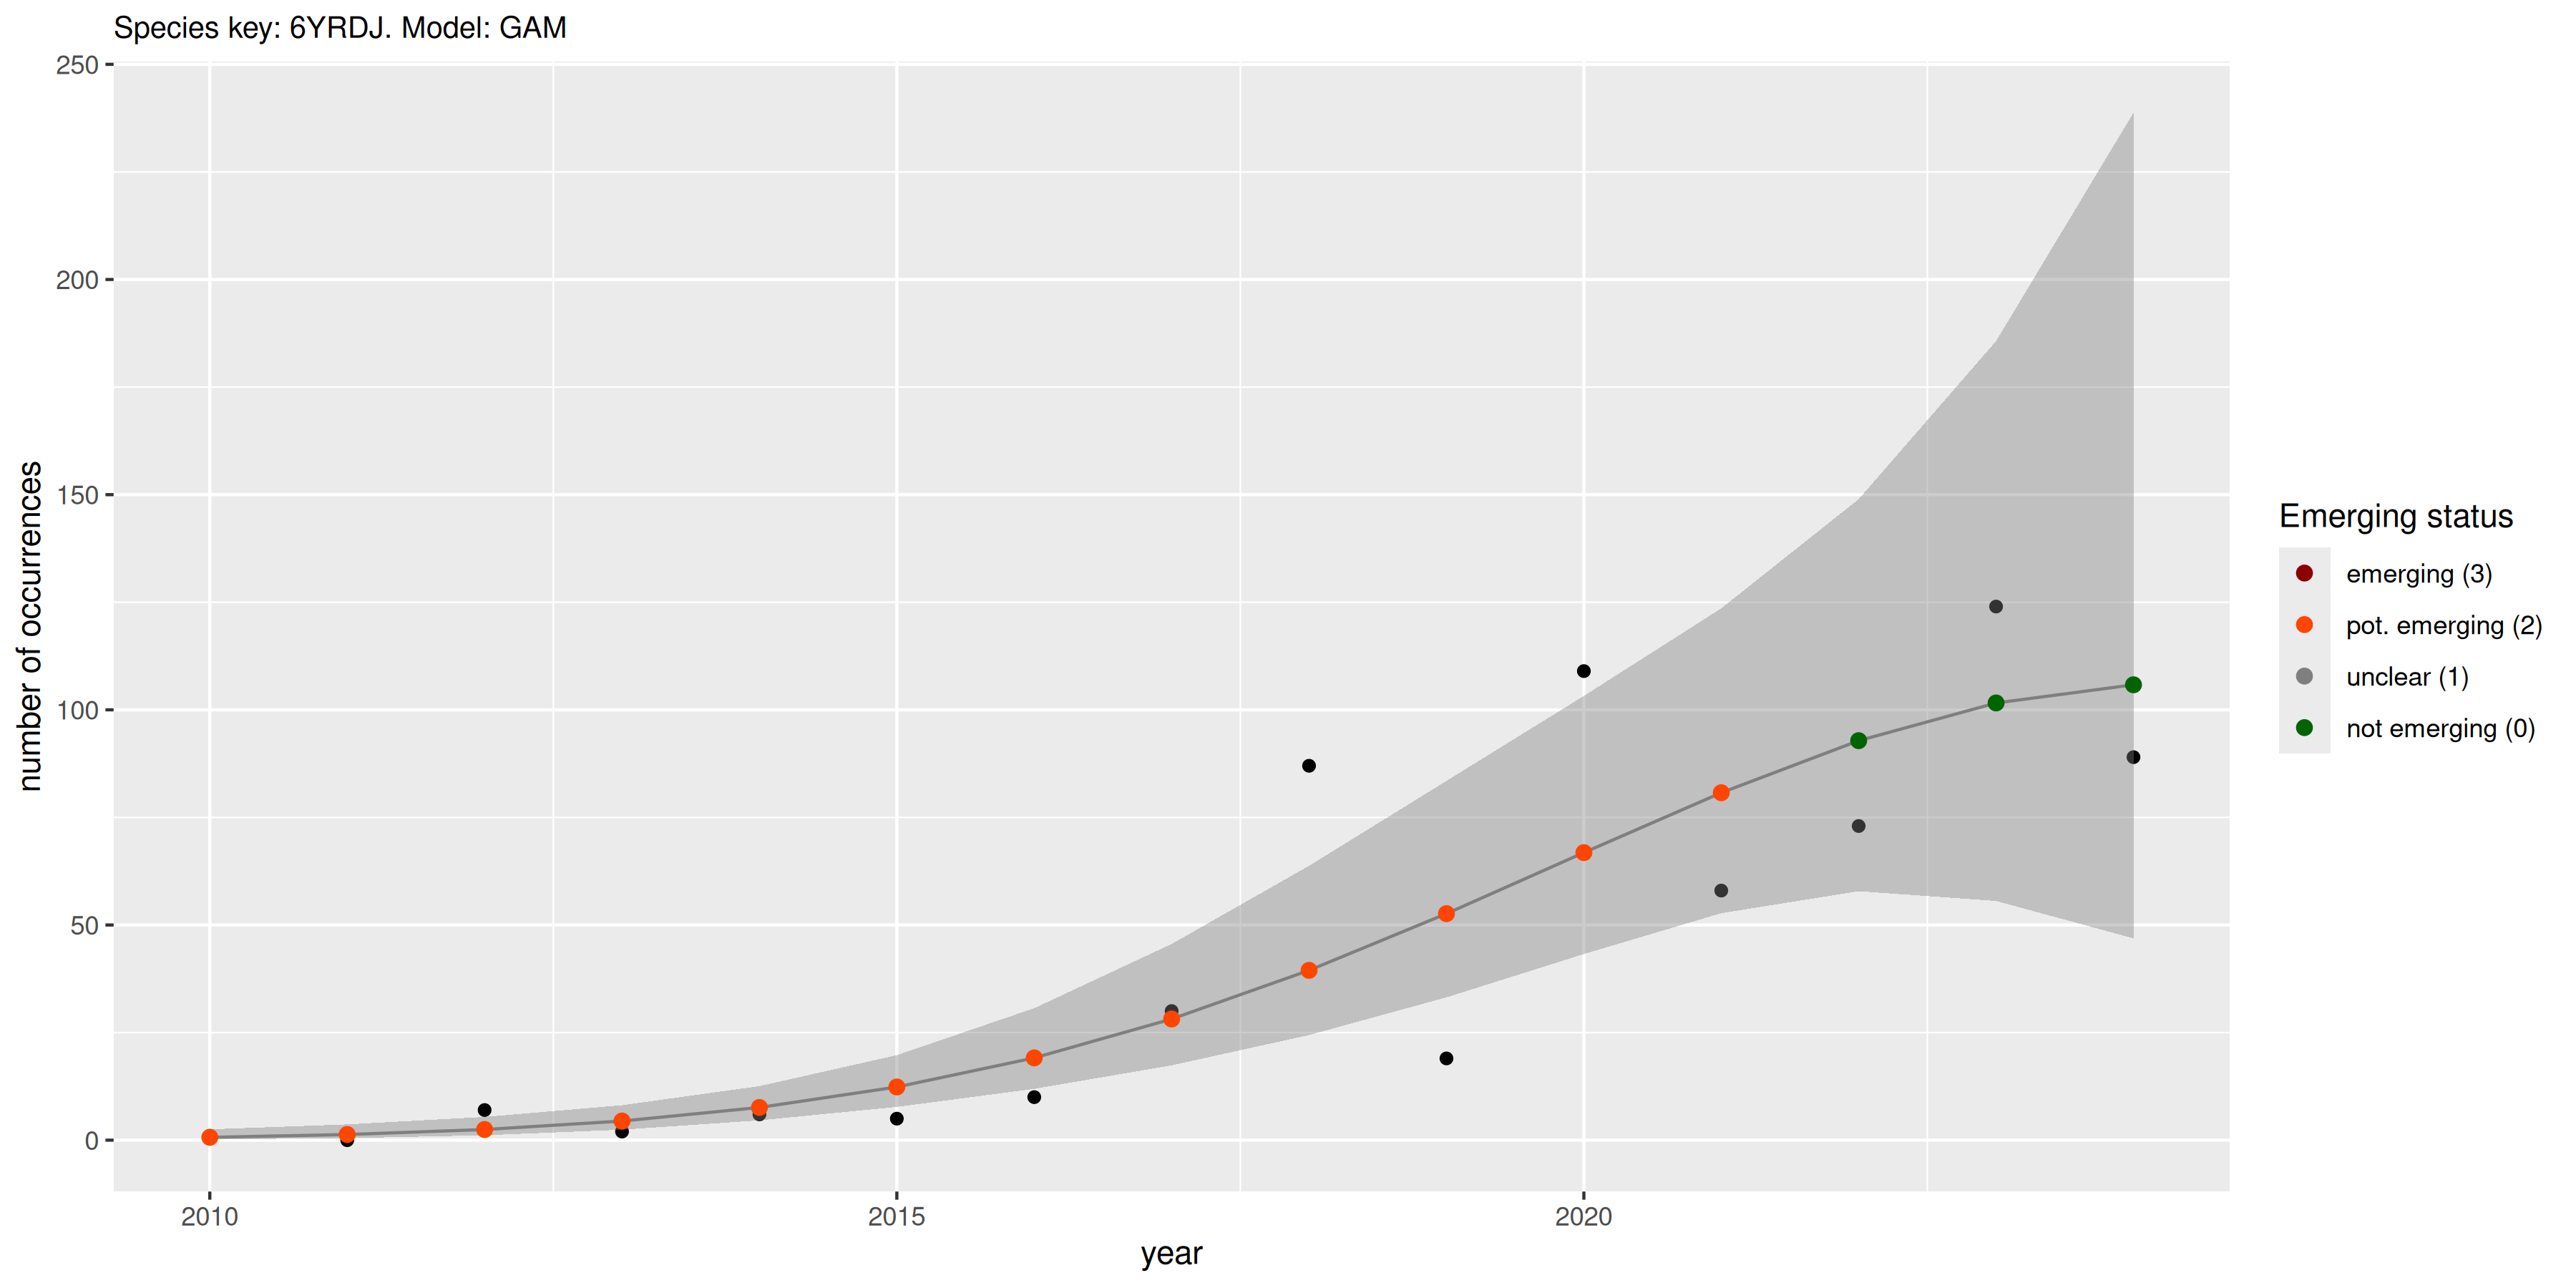 Species key: 6YRDJ. Model: GAM
250
200
150
100
50
0
number of occurrences
2010
2015
2020
year
Emerging status
emerging (3)
pot. emerging (2)
unclear (1)
not emerging (0)